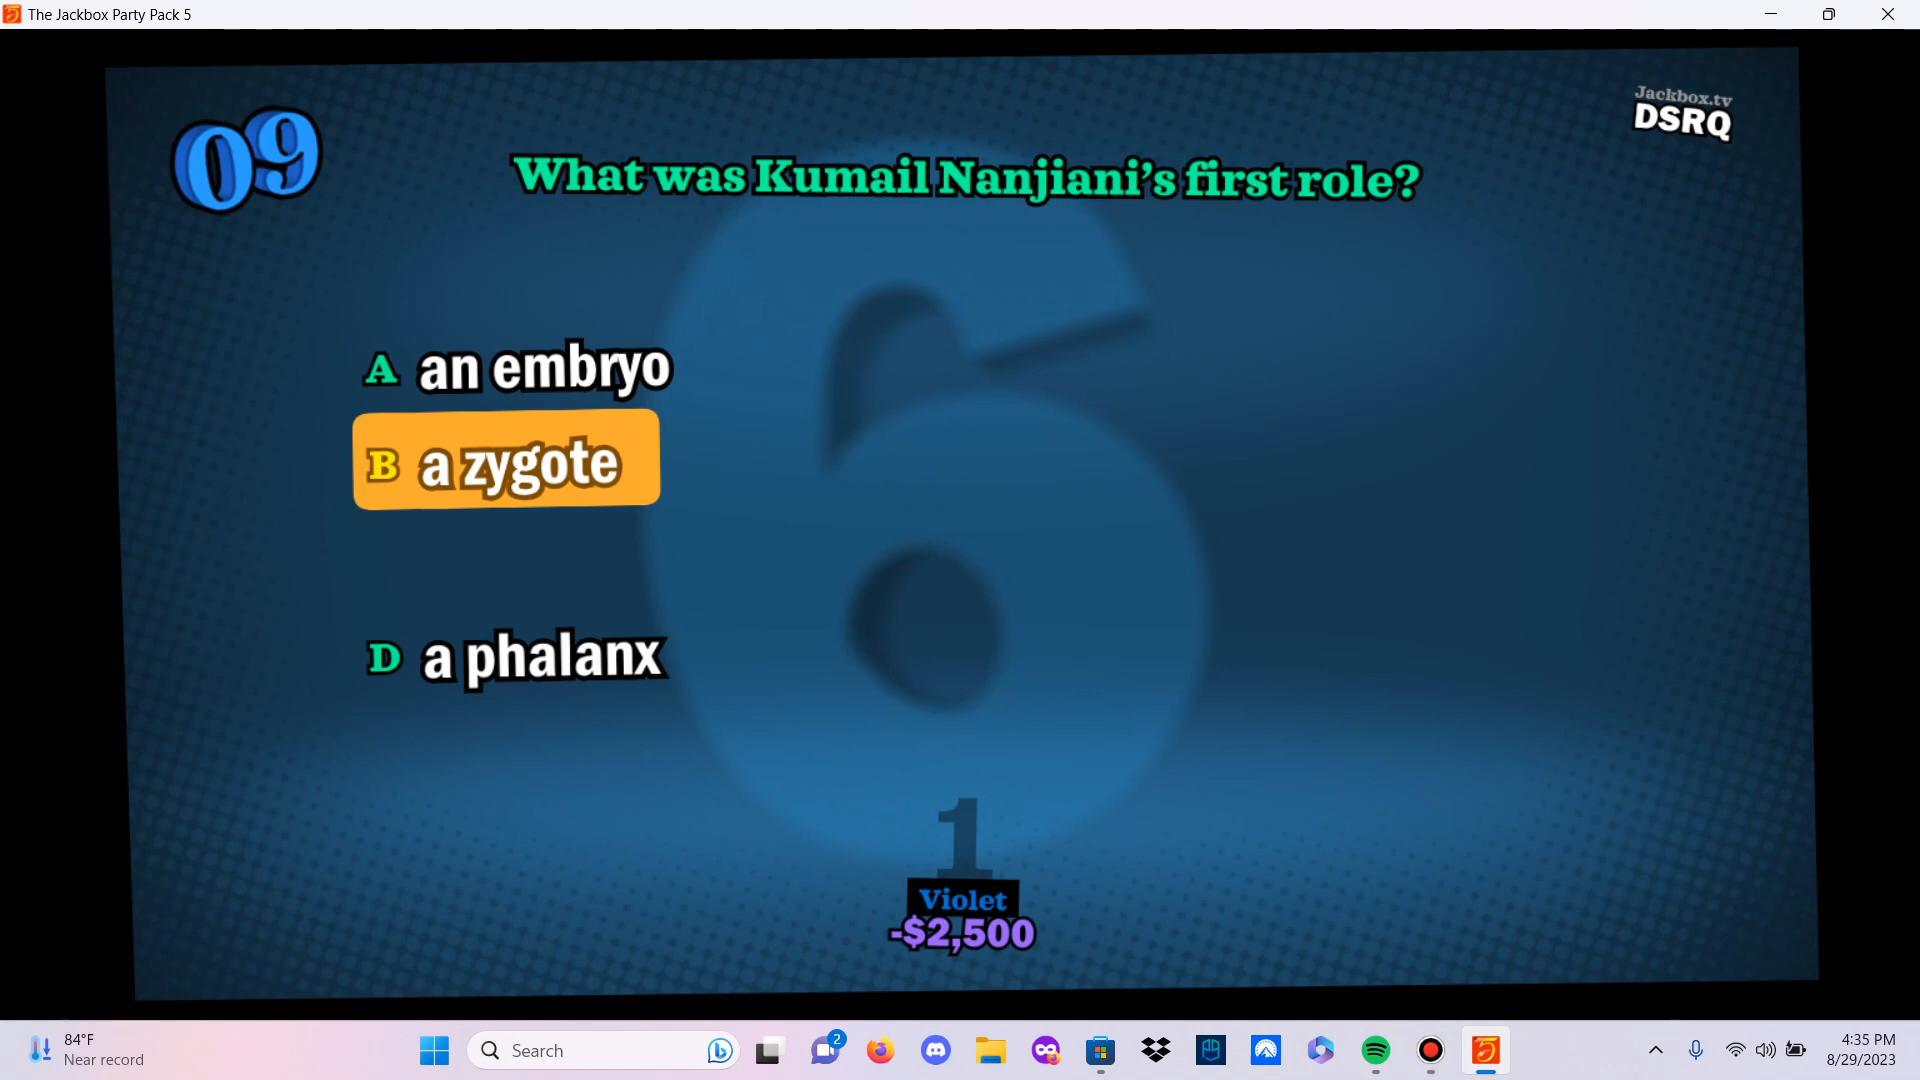 The Jackbox Party Pack 5
09
Jackbox.tv
DSRQ
What was Kumail Nanjiani's first role?
A an embryo
B a zygote
D a phalanx
6
1
Violet
-$2,500
84°F
Near record
Search
2
4:35 PM
8/29/2023